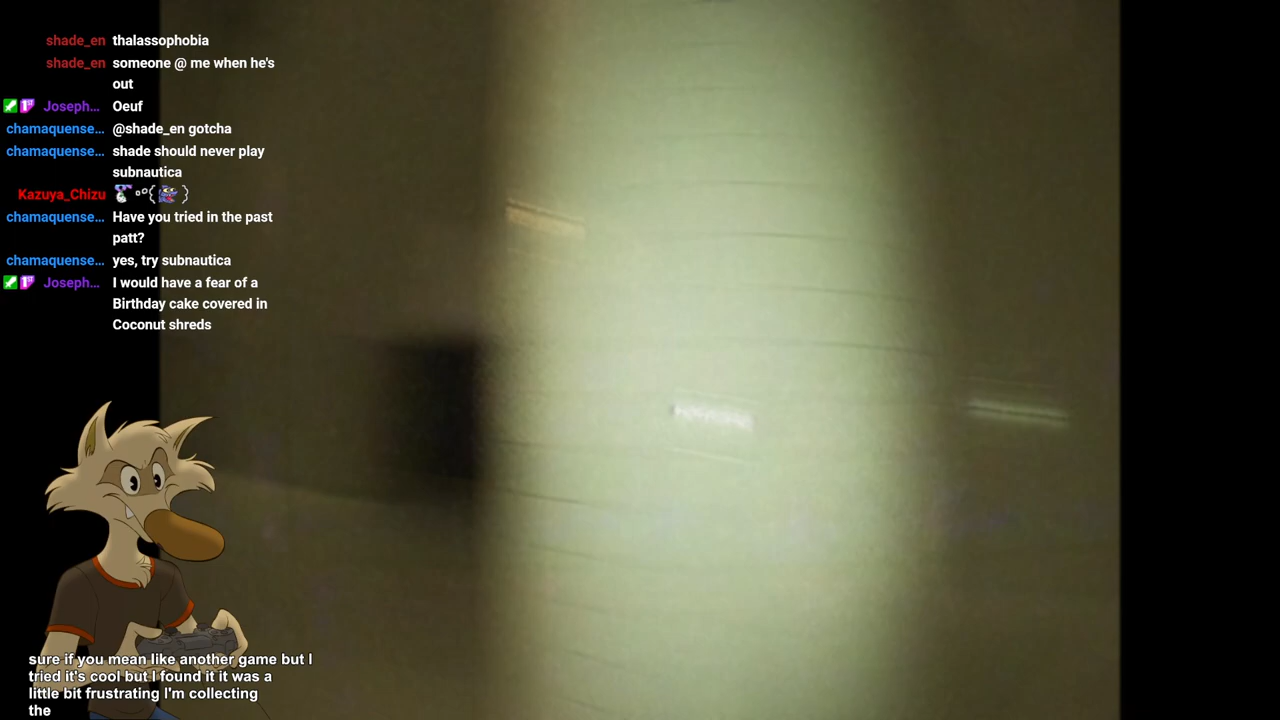 shade_en thalassophobia
shade_en someone @ me when he's
out
Joseph... Oeuf
chamaquense... @shade_en gotcha
chamaquense... shade should never play
subnautica
Kazuya_Chizu
chamaquense... Have you tried in the past
patt?
chamaquense... yes, try subnautica
Joseph... I would have a fear of a
Birthday cake covered in
Coconut shreds
sure if you mean like another game but I
tried it's cool but I found it it was a
little bit frustrating I'm collecting
the